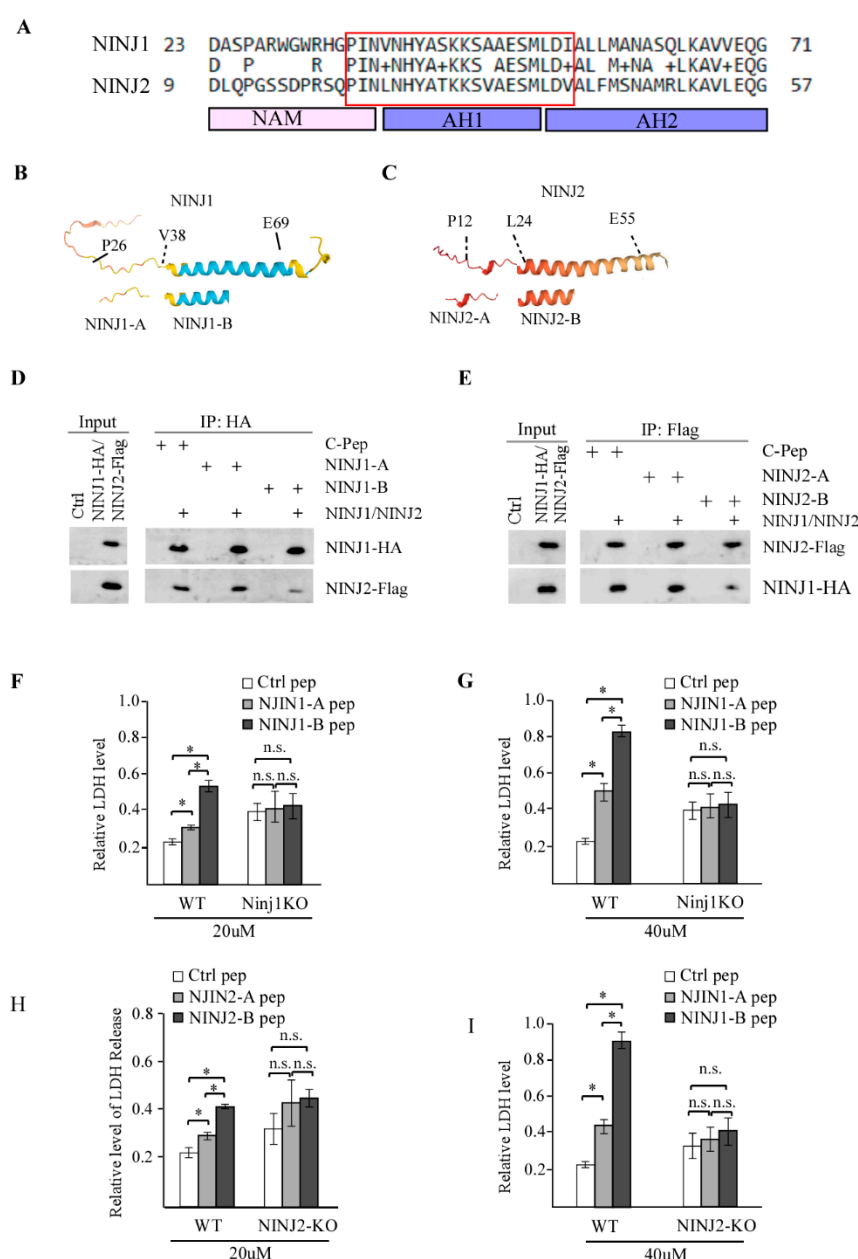 A
NINJ1 23 DASPARWGWRHGPINVNHYASKKSAAESMLDIALLMANASQLKAVVEQG 71
D P R PIN+NHYA+KKS AESMLD+AL M+NA +LKAV+EQG
NINJ2 9 DLQPGSSDPRSQPINLNHYATKKSVAESMLDVALFMSNAMRLKAVLEQG 57
NAM AH1 AH2
B
NINJ1
P26 V38 E69
NINJ1-A NINJ1-B
C
NINJ2
P12 L24 E55
NINJ2-A NINJ2-B
D
Input IP: HA
Ctrl
NINJ1-HA/
NINJ2-Flag
+ + C-Pep
+ + NINJ1-A
+ + NINJ1-B
+ + + NINJ1/NINJ2
NINJ1-HA
NINJ2-Flag
E
Input IP: Flag
Ctrl
NINJ1-HA/
NINJ2-Flag
+ + C-Pep
+ + NINJ2-A
+ + NINJ2-B
+ + + NINJ1/NINJ2
NINJ2-Flag
NINJ1-HA
F
Ctrl pep
NJIN1-A pep
NINJ1-B pep
Relative LDH level
1.0
0.8
0.6
0.4
0.2
* * *
n.s.
n.s. n.s.
WT Ninj1KO
20uM
G
Ctrl pep
NJIN1-A pep
NINJ1-B pep
Relative LDH level
1.0
0.8
0.6
0.4
0.2
* * *
n.s.
n.s. n.s.
WT Ninj1KO
40uM
H
Ctrl pep
NJIN2-A pep
NINJ2-B pep
Relative level of LDH Release
0.8
0.6
0.4
0.2
* * *
n.s.
n.s. n.s.
WT NINJ2-KO
20uM
I
Ctrl pep
NJIN1-A pep
NINJ1-B pep
Relative LDH level
1.0
0.8
0.6
0.4
0.2
* * *
n.s.
n.s. n.s.
WT NINJ2-KO
40uM